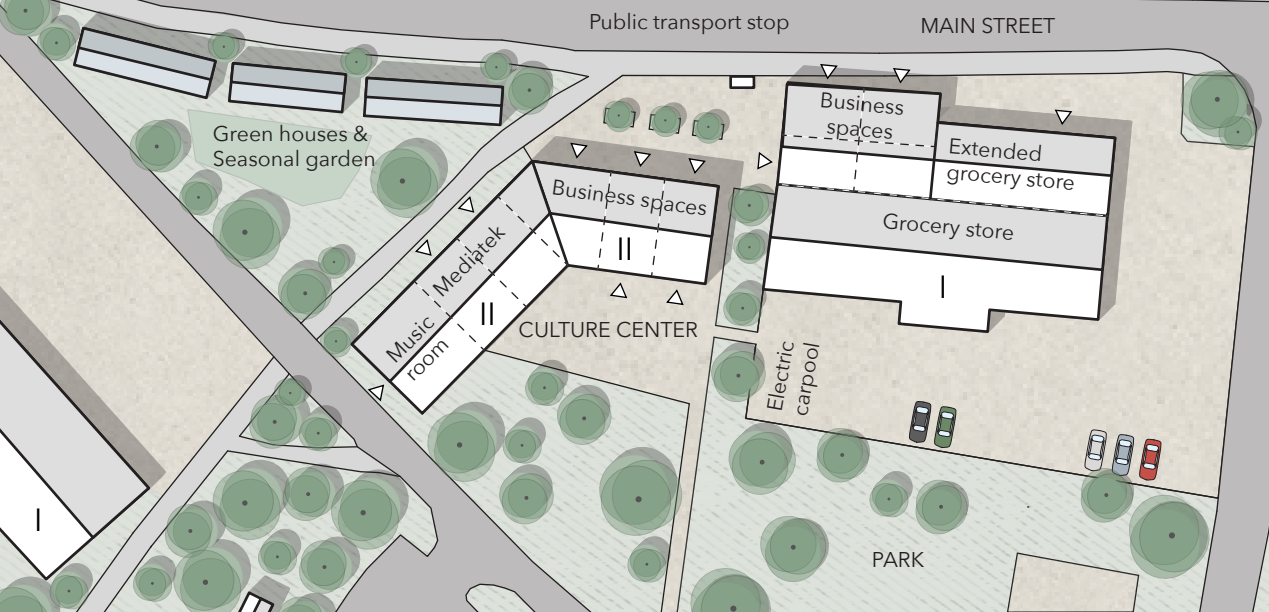 Public transport stop
MAIN STREET
Green houses &
Seasonal garden
Business
spaces
Extended
grocery store
Business spaces
Grocery store
Mediatek
II
II
I
Music
room
CULTURE CENTER
Electric
carpool
I
PARK